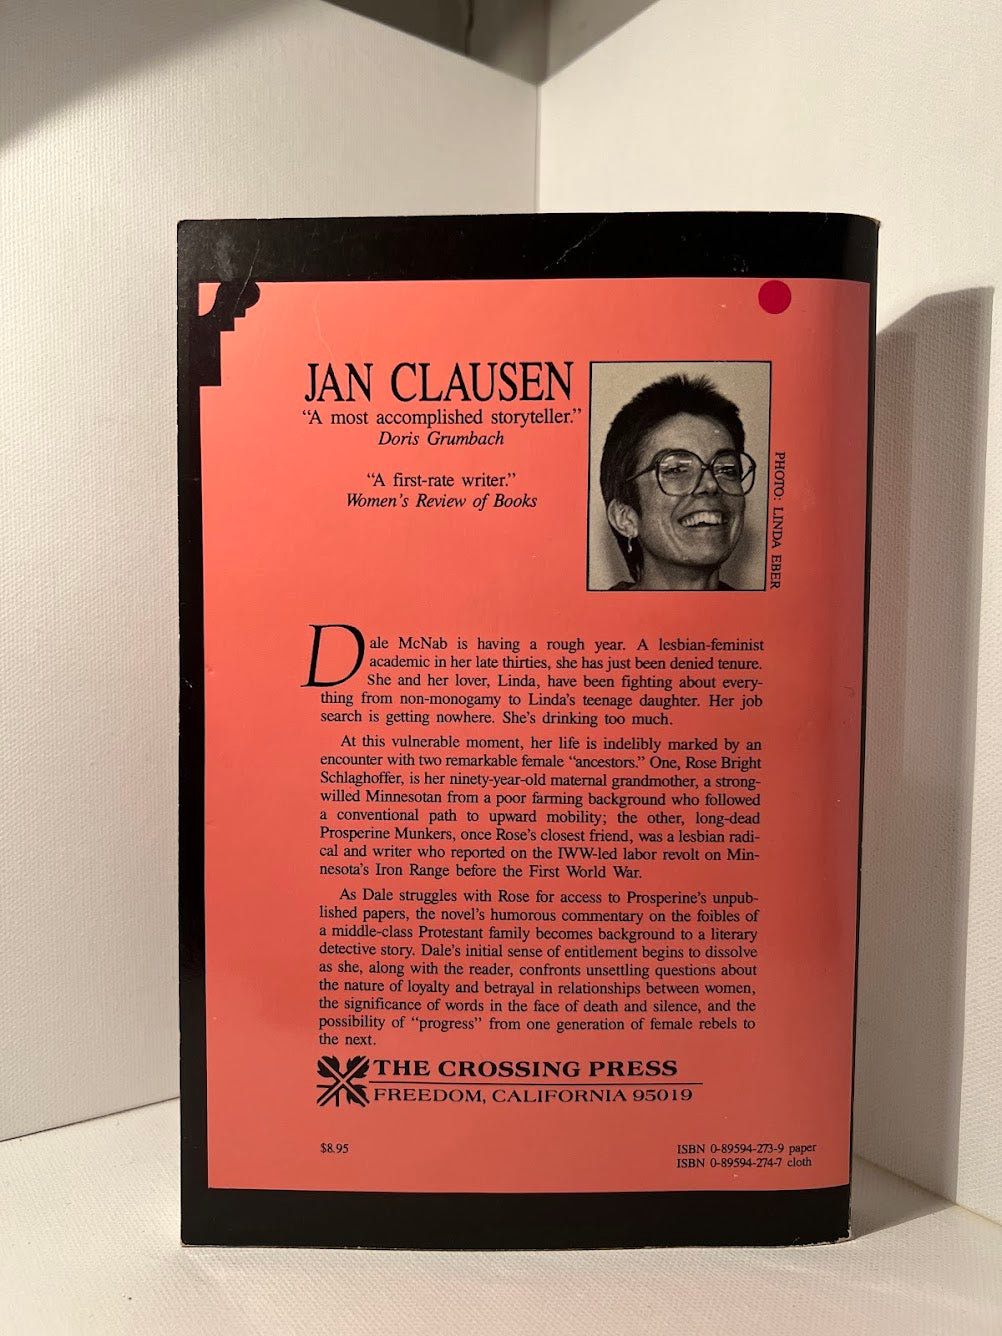 JAN CLAUSEN
“A most accomplished storyteller.”
Doris Grumbach
“A first-rate writer.”
Women's Review of Books
PHOTO: LINDA EBER
Dale McNab is having a rough year. A lesbian-feminist
academic in her late thirties, she has just been denied tenure.
She and her lover, Linda, have been fighting about every-
thing from non-monogamy to Linda's teenage daughter. Her job
search is getting nowhere. She's drinking too much.
At this vulnerable moment, her life is indelibly marked by an
encounter with two remarkable female “ancestors.” One, Rose Bright
Schlaghoffer, is her ninety-year-old maternal grandmother, a strong-
willed Minnesotan from a poor farming background who followed
a conventional path to upward mobility; the other, long-dead
Prosperine Munkers, once Rose's closest friend, was a lesbian radi-
cal and writer who reported on the IWW-led labor revolt on Min-
nesota's Iron Range before the First World War.
As Dale struggles with Rose for access to Prosperine's unpub-
lished papers, the novel's humorous commentary on the foibles of
a middle-class Protestant family becomes background to a literary
detective story. Dale's initial sense of entitlement begins to dissolve
as she, along with the reader, confronts unsettling questions about
the nature of loyalty and betrayal in relationships between women,
the significance of words in the face of death and silence, and the
possibility of “progress” from one generation of female rebels to
the next.
THE CROSSING PRESS
FREEDOM, CALIFORNIA 95019
$8.95
ISBN 0-89594-273-9 paper
ISBN 0-89594-274-7 cloth